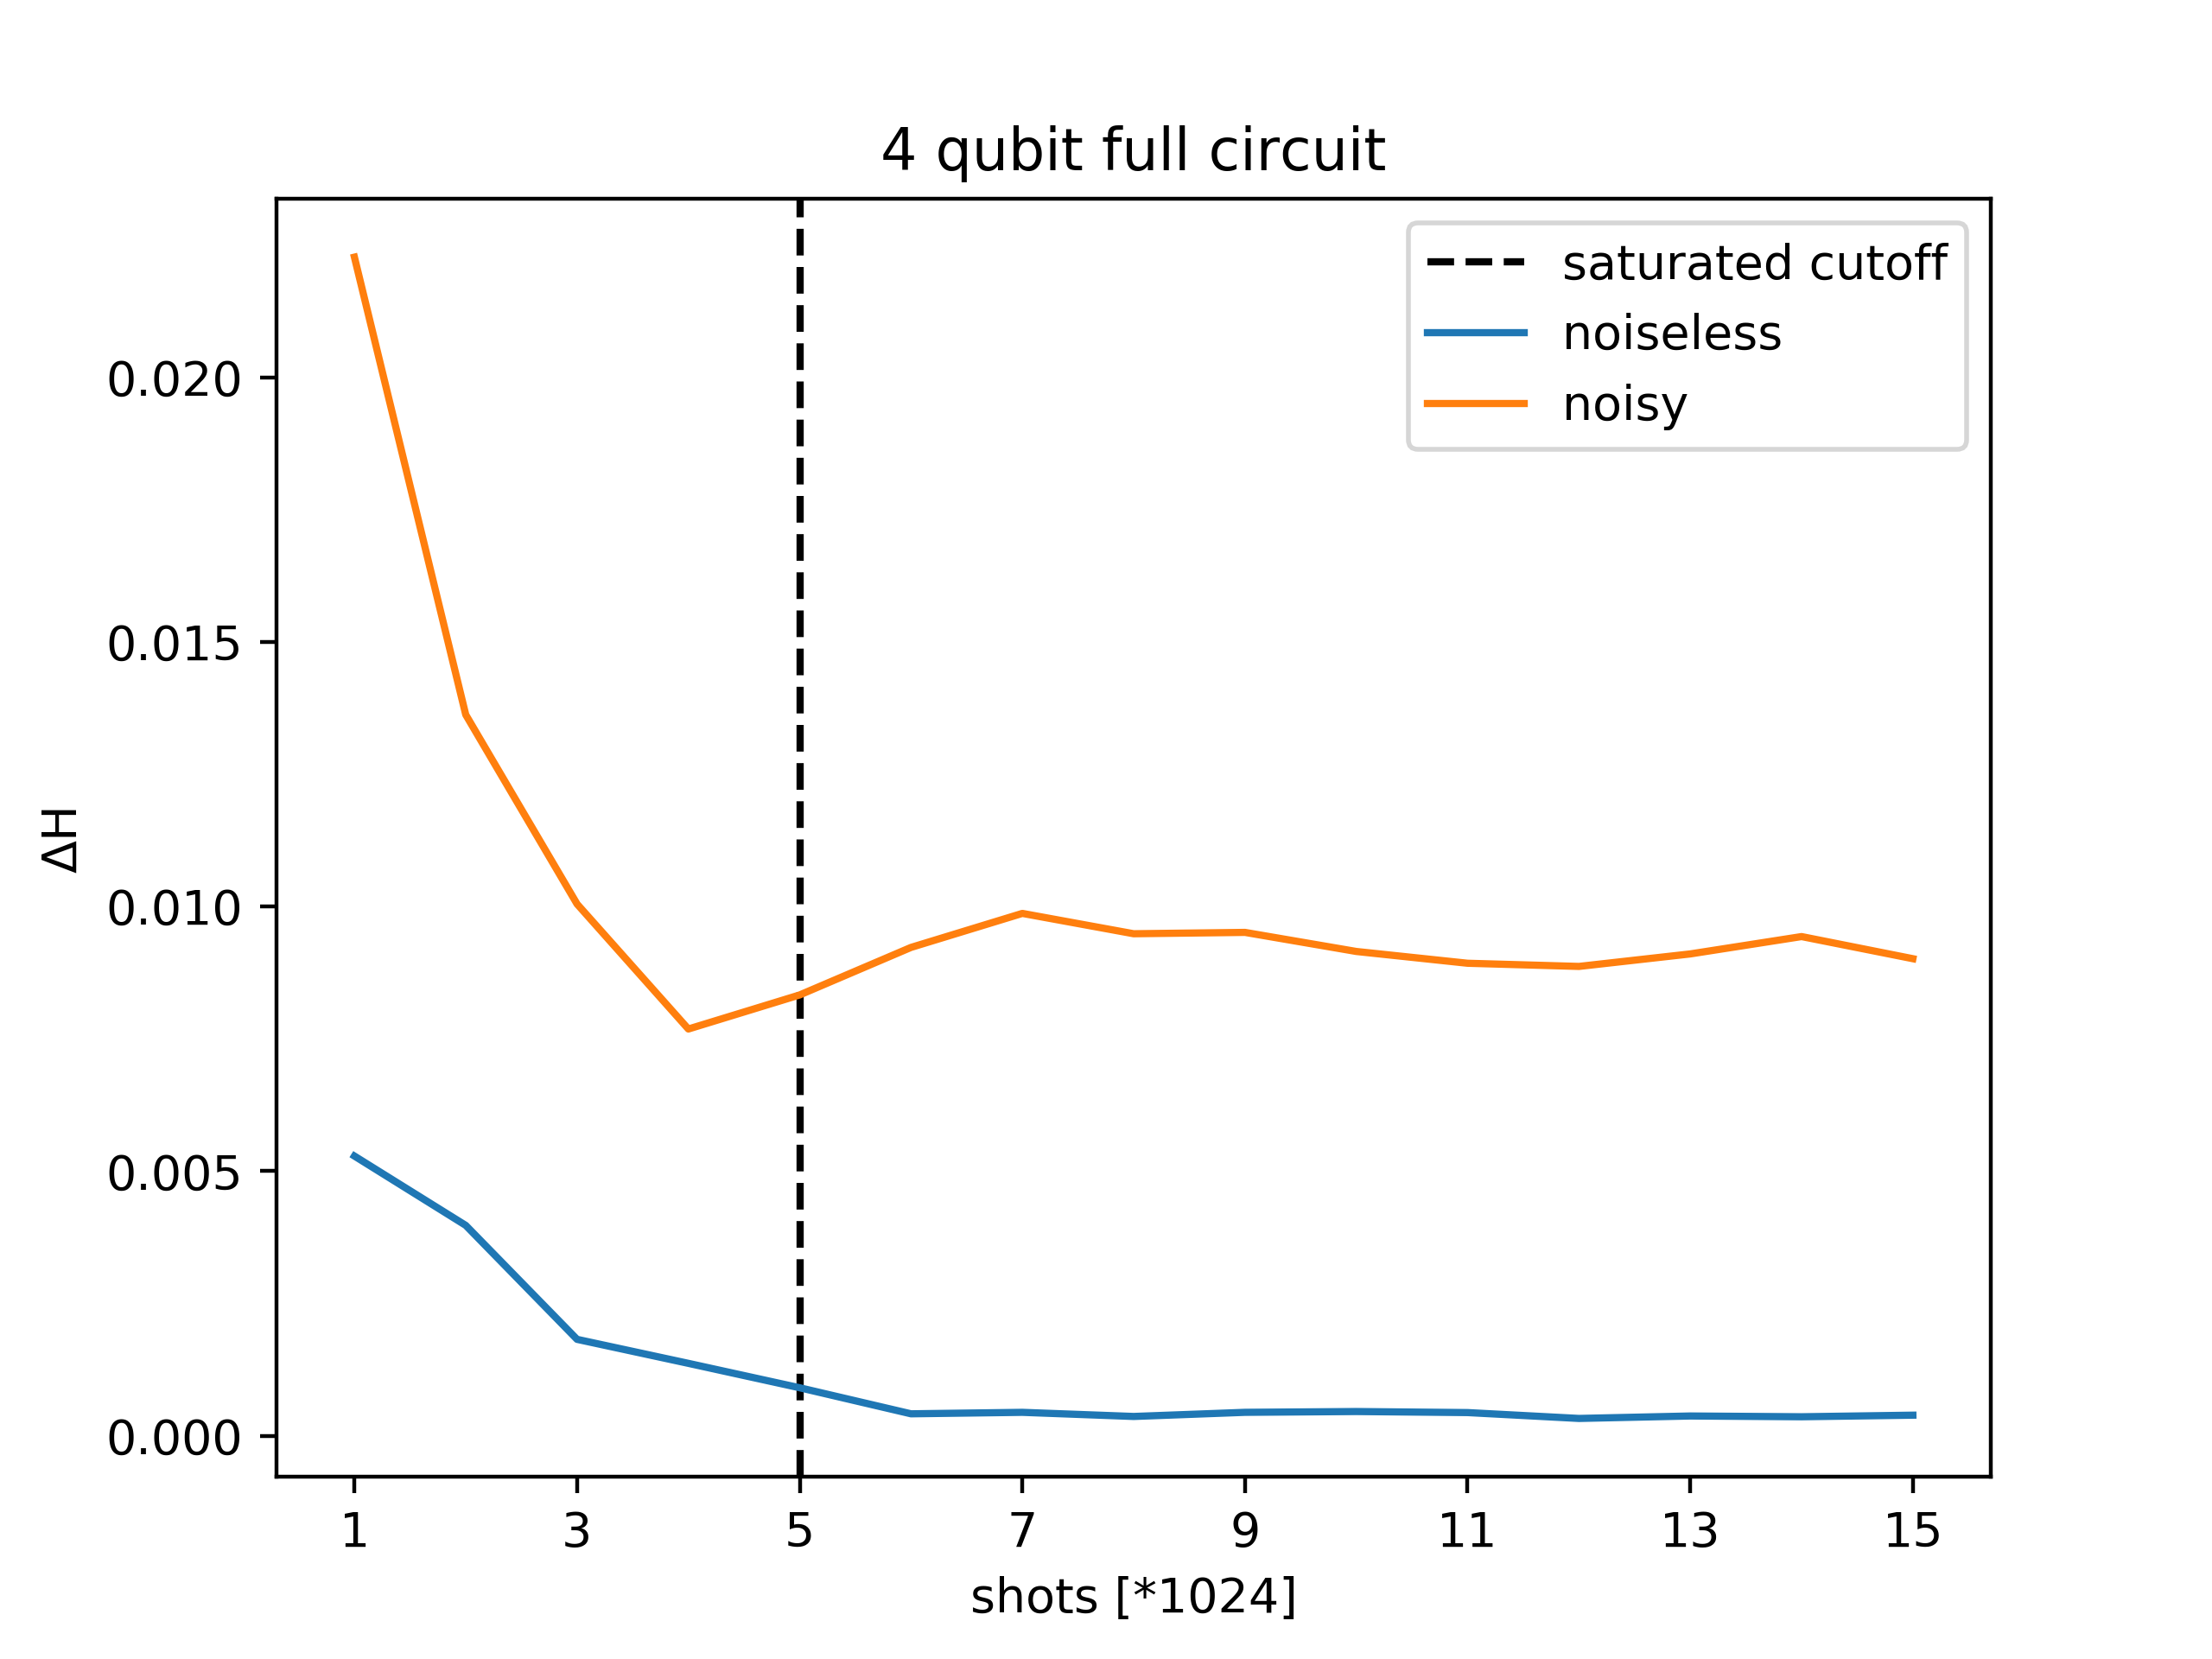 4 qubit full circuit
saturated cutoff
noiseless
noisy
0.020
0.015
0.010
0.005
0.000
ΔH
1 3 5 7 9 11 13 15
shots [*1024]